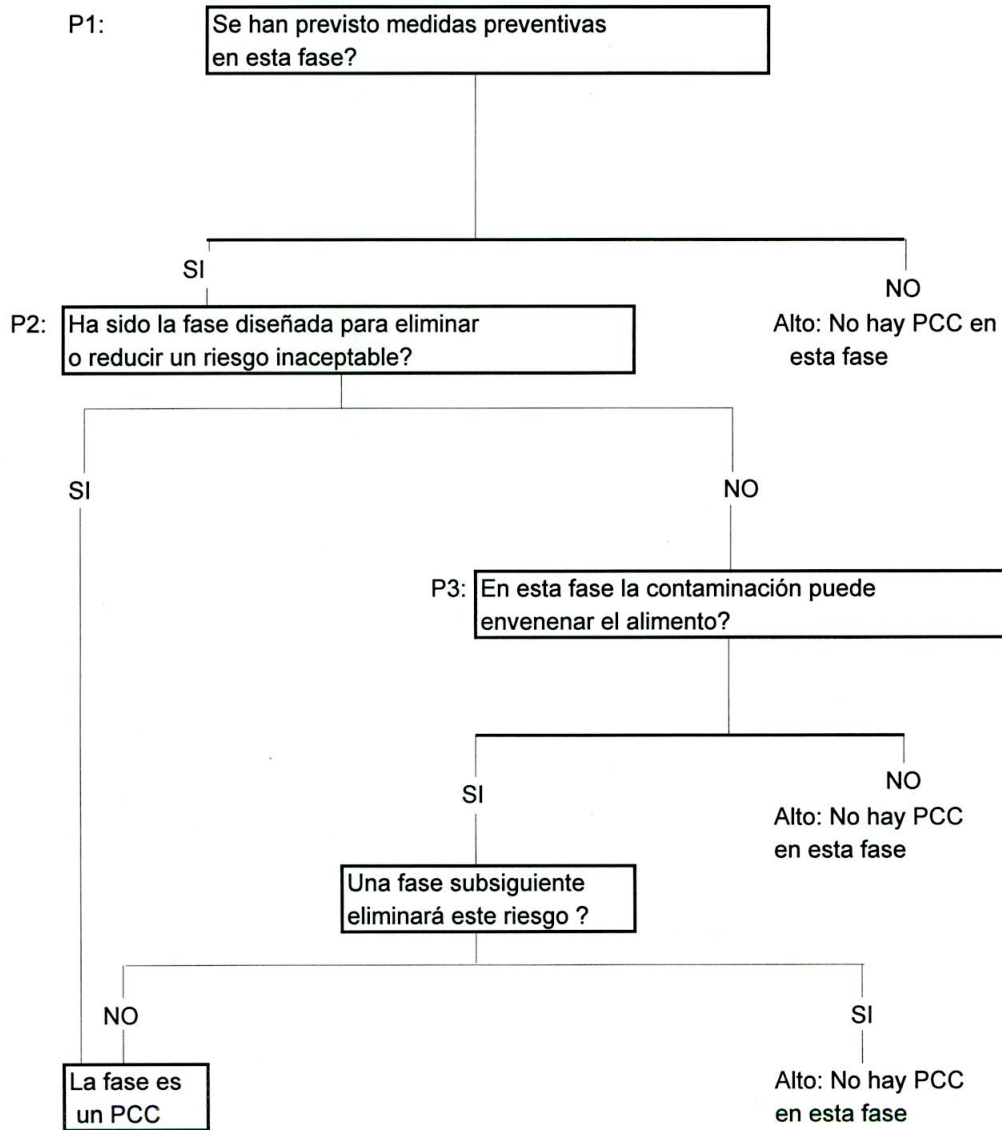 P1:
Se han previsto medidas preventivas
en esta fase?
SI
NO
Alto: No hay PCC en
esta fase
P2:
Ha sido la fase diseñada para eliminar
o reducir un riesgo inaceptable?
SI
NO
P3:
En esta fase la contaminación puede
envenenar el alimento?
SI
NO
Alto: No hay PCC
en esta fase
Una fase subsiguiente
eliminará este riesgo ?
NO
SI
La fase es
un PCC
Alto: No hay PCC
en esta fase